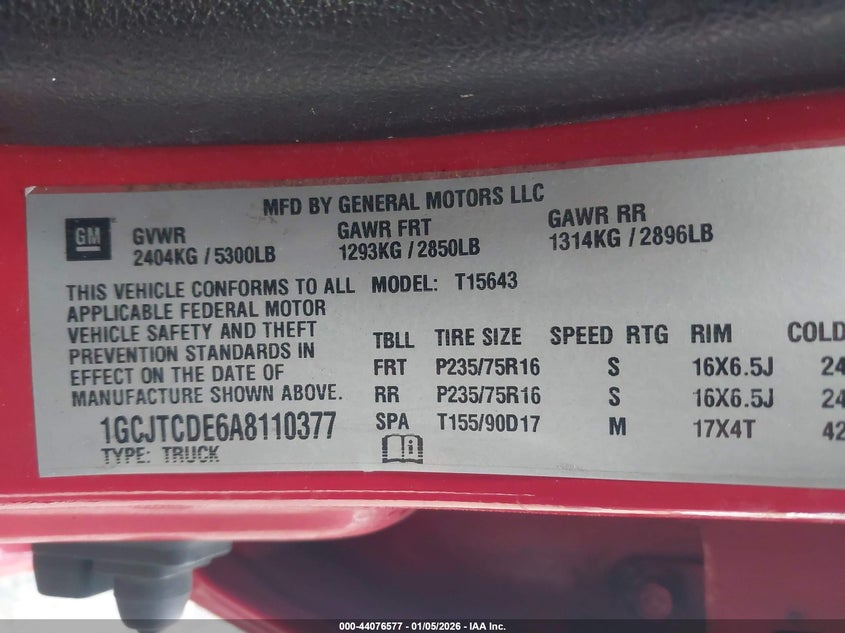 MFD BY GENERAL MOTORS LLC
GM
GVWR GAWR FRT GAWR RR
2404KG / 5300LB 1293KG / 2850LB 1314KG / 2896LB
THIS VEHICLE CONFORMS TO ALL MODEL: T15643
APPLICABLE FEDERAL MOTOR
VEHICLE SAFETY AND THEFT
PREVENTION STANDARDS IN
EFFECT ON THE DATE OF
MANUFACTURE SHOWN ABOVE.
TBLL TIRE SIZE SPEED RTG RIM COLD
FRT P235/75R16 S 16X6.5J 24
RR P235/75R16 S 16X6.5J 24
SPA T155/90D17 M 17X4T 42
1GCJTCDE6A8110377
TYPE: TRUCK
000-44076577 - 01/05/2026 - IAA Inc.